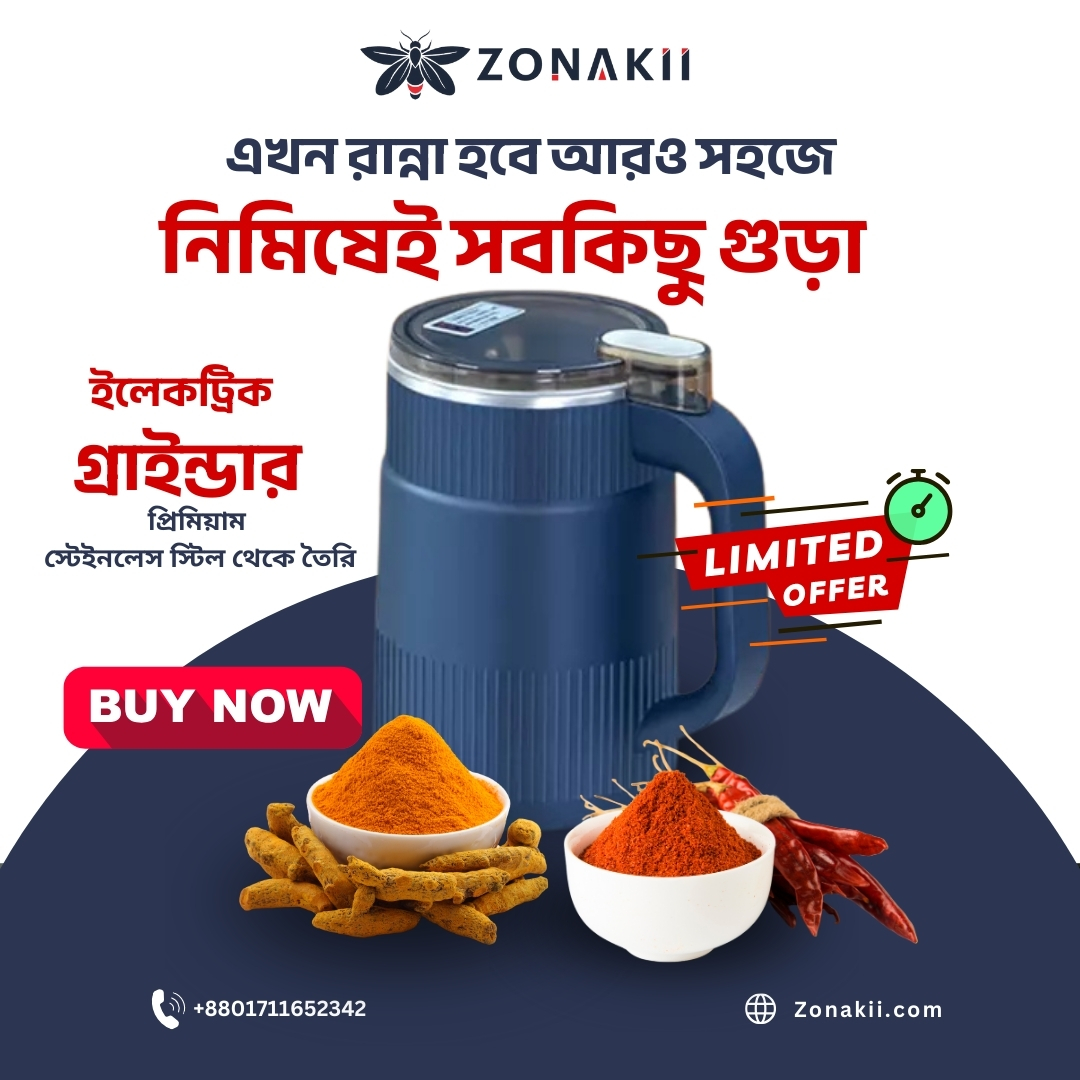 ZONAKII
এখন রান্না হবে আরও সহজে
নিমিষেই সবকিছু গুড়া
ইলেকট্রিক
গ্রাইন্ডার
প্রিমিয়াম
স্টেইনলেস স্টিল থেকে তৈরি
LIMITED
OFFER
BUY NOW
+8801711652342
Zonakii.com